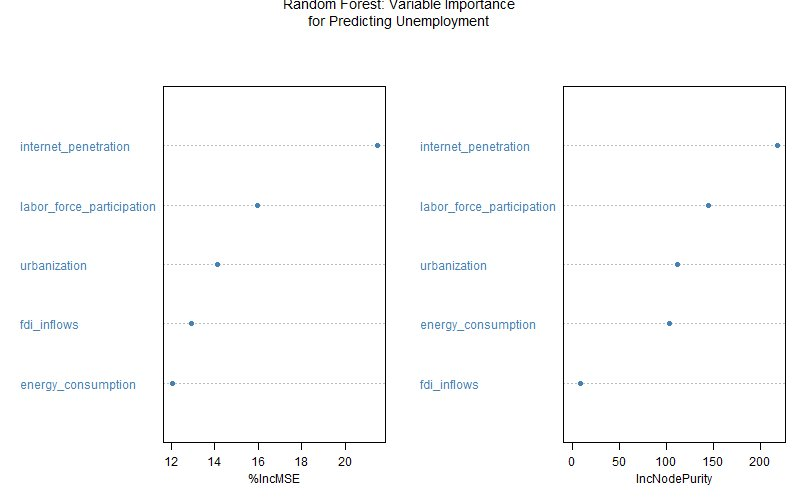 Random Forest: Variable Importance
for Predicting Unemployment
internet_penetration
labor_force_participation
urbanization
fdi_inflows
energy_consumption
12 14 16 18 20
%IncMSE
internet_penetration
labor_force_participation
urbanization
energy_consumption
fdi_inflows
0 50 100 150 200
IncNodePurity